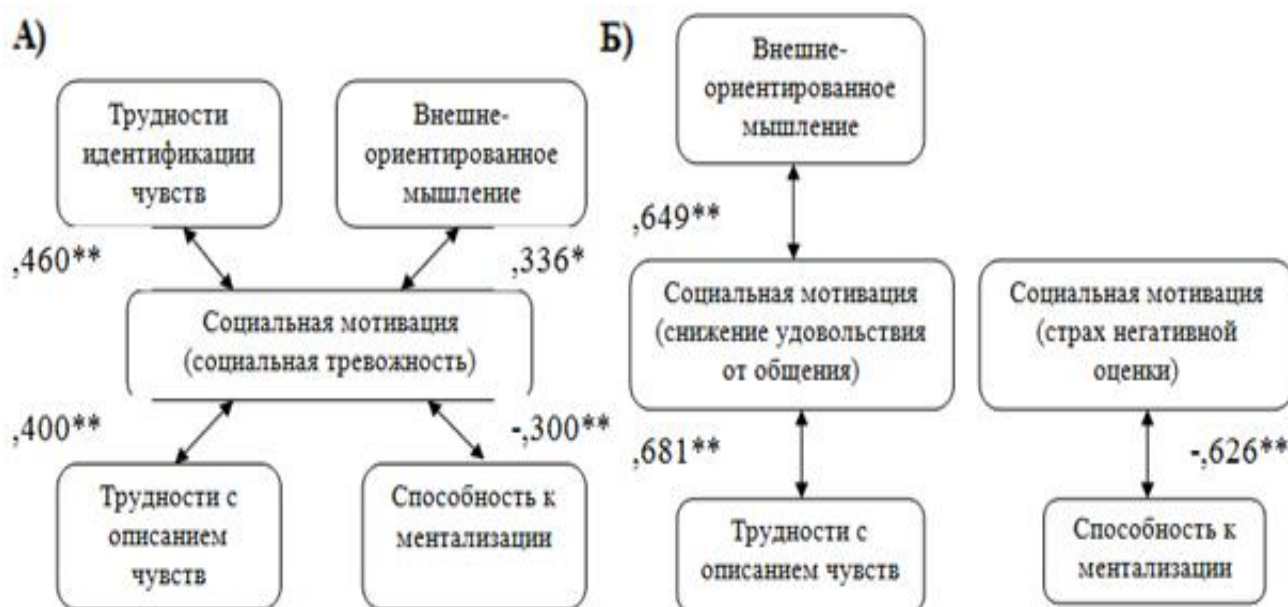 А)
Трудности
идентификации
чувств
Внешне-
ориентированное
мышление
,460**
,336*
Социальная мотивация
(социальная тревожность)
,400**
-,300**
Трудности с
описанием
чувств
Способность к
ментализации
Б)
Внешне-
ориентированное
мышление
,649**
Социальная мотивация
(снижение удовольствия
от общения)
Социальная мотивация
(страх негативной
оценки)
,681**
-,626**
Трудности с
описанием чувств
Способность к
ментализации